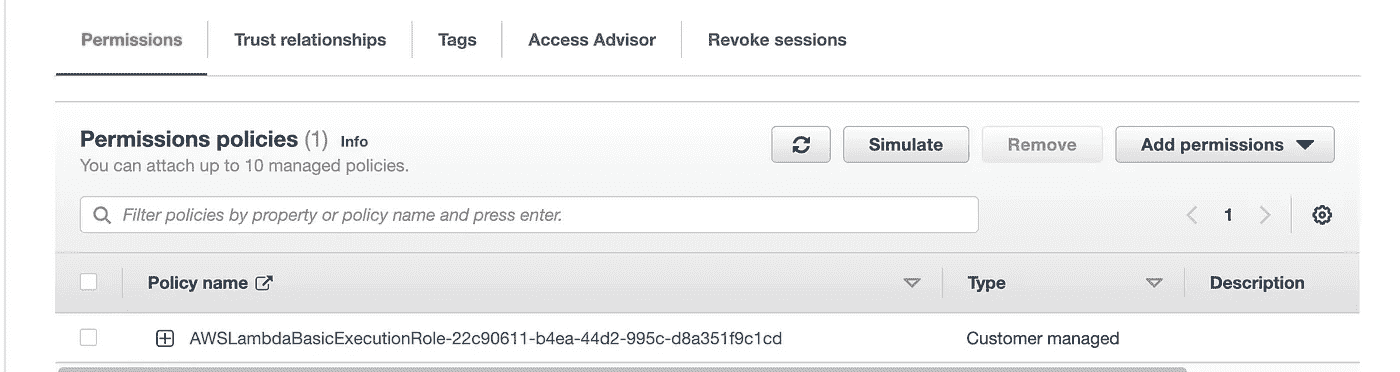 Permissions Trust relationships Tags Access Advisor Revoke sessions
Permissions policies (1) Info
You can attach up to 10 managed policies.
Simulate Remove Add permissions
Filter policies by property or policy name and press enter.
1
Policy name Type Description
AWSLambdaBasicExecutionRole-22c90611-b4ea-44d2-995c-d8a351f9c1cd Customer managed